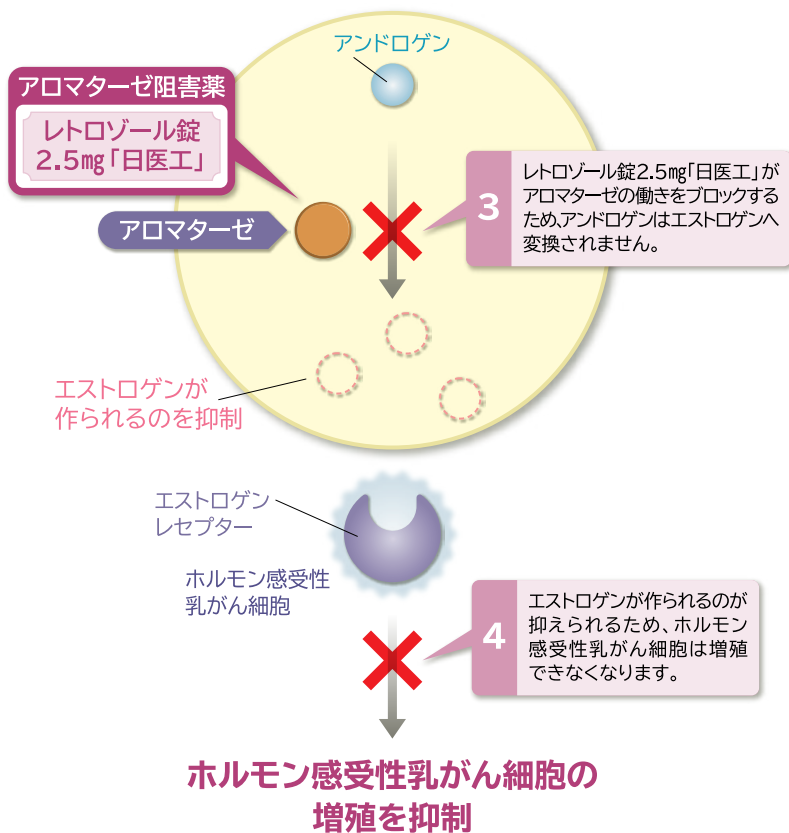 アンドロゲン
アロマターゼ阻害薬
レトロゾール錠
2.5㎎「日医工」
アロマターゼ
3
レトロゾール錠2.5㎎「日医工」が
アロマターゼの働きをブロックする
ため、アンドロゲンはエストロゲンへ
変換されません。
エストロゲンが
作られるのを抑制
エストロゲン
レセプター
ホルモン感受性
乳がん細胞
4
エストロゲンが作られるのが
抑えられるため、ホルモン
感受性乳がん細胞は増殖
できなくなります。
ホルモン感受性乳がん細胞の
増殖を抑制